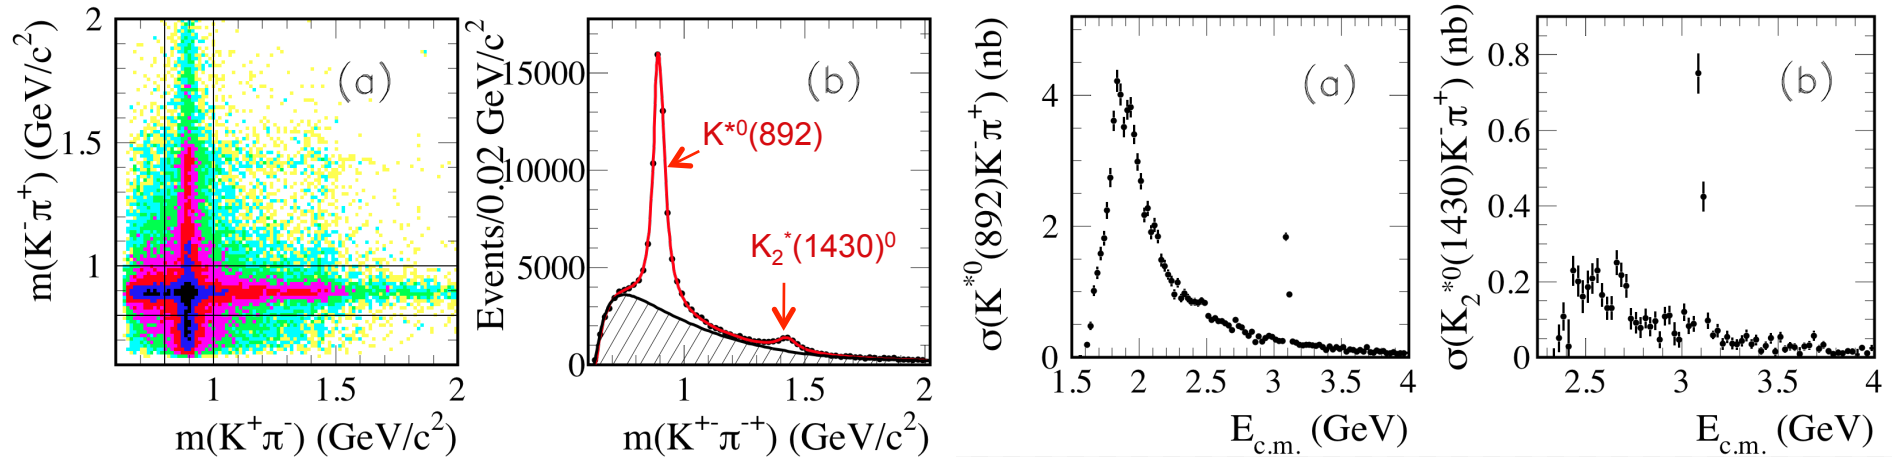 m(K⁻π⁺) (GeV/c²)
2
1.5
1
(a)
1
1.5
2
m(K⁺π⁻) (GeV/c²)
Events/0.02 GeV/c²
15000
10000
5000
0
(b)
K*⁰(892)
K₂*(1430)⁰
1
1.5
2
m(K⁺⁻π⁻⁺) (GeV/c²)
σ(K*⁰(892)K⁻π⁺) (nb)
4
2
0
(a)
1.5
2
2.5
3
3.5
4
E_c.m. (GeV)
σ(K₂*⁰(1430)K⁻π⁺) (nb)
0.8
0.6
0.4
0.2
0
(b)
2.5
3
3.5
4
E_c.m. (GeV)